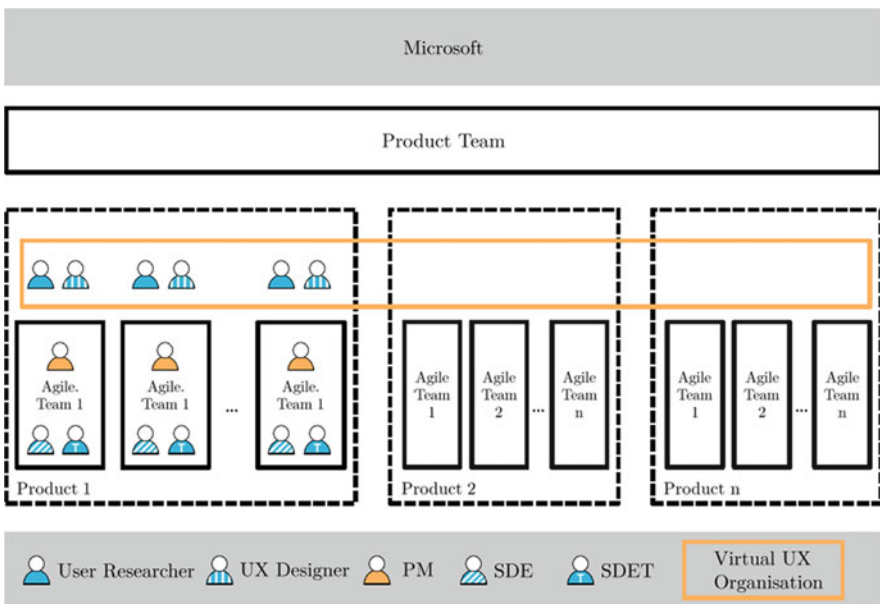 Microsoft
Product Team
Agile.
Team 1
Agile.
Team 1
...
Agile.
Team 1
T
T
T
Product 1
Agile
Team
1
Agile
Team
2
...
Agile
Team
n
Product 2
Agile
Team
1
Agile
Team
2
...
Agile
Team
n
Product n
User Researcher
UX Designer
PM
SDE
T
SDET
Virtual UX
Organisation